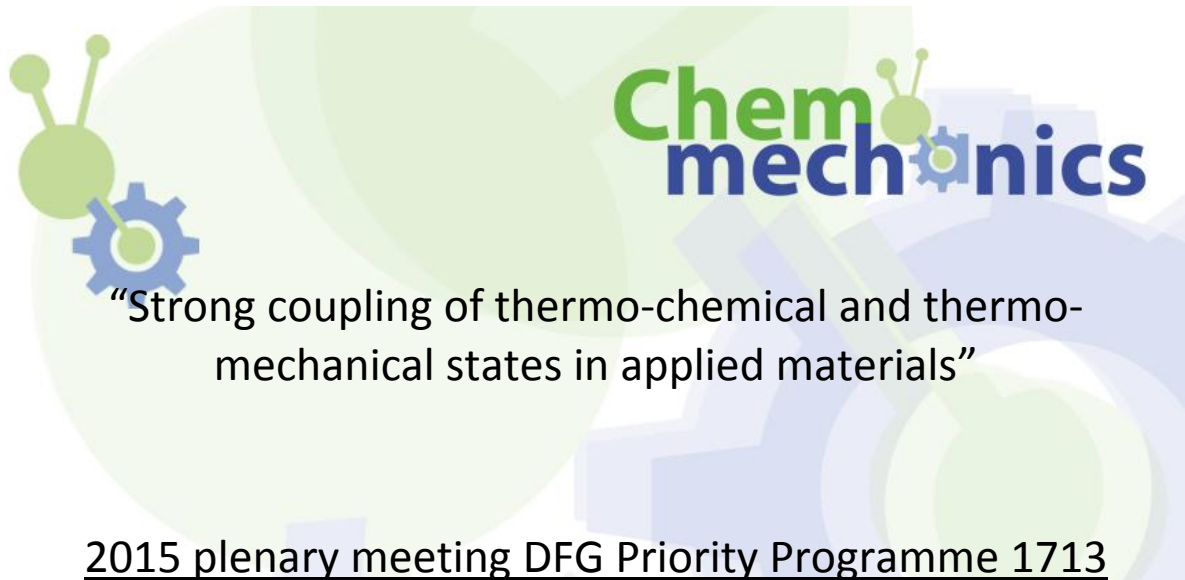 Chem
mechanics
“Strong coupling of thermo-chemical and thermo-
mechanical states in applied materials”
2015 plenary meeting DFG Priority Programme 1713